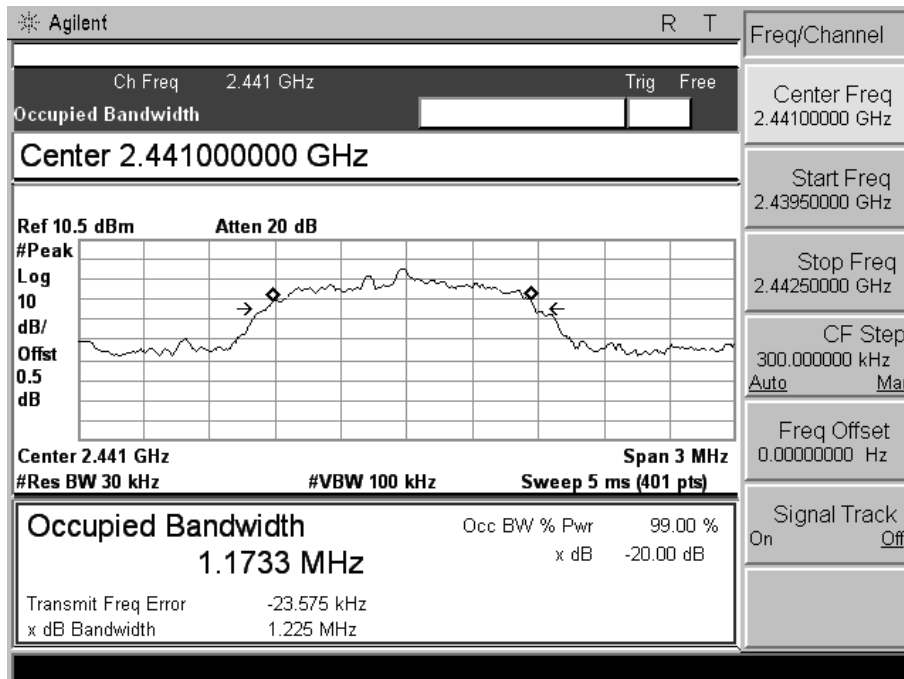 Agilent R T
Freq/Channel
Ch Freq 2.441 GHz Trig Free
Occupied Bandwidth
Center 2.441000000 GHz
Ref 10.5 dBm Atten 20 dB
#Peak
Log
10
dB/
Offst
0.5
dB
Center 2.441 GHz Span 3 MHz
#Res BW 30 kHz #VBW 100 kHz Sweep 5 ms (401 pts)
Occupied Bandwidth
1.1733 MHz
Occ BW % Pwr 99.00 %
x dB -20.00 dB
Transmit Freq Error -23.575 kHz
x dB Bandwidth 1.225 MHz
Center Freq
2.44100000 GHz
Start Freq
2.43950000 GHz
Stop Freq
2.44250000 GHz
CF Step
300.000000 kHz
Auto Ma
Freq Offset
0.00000000 Hz
Signal Track
On Off